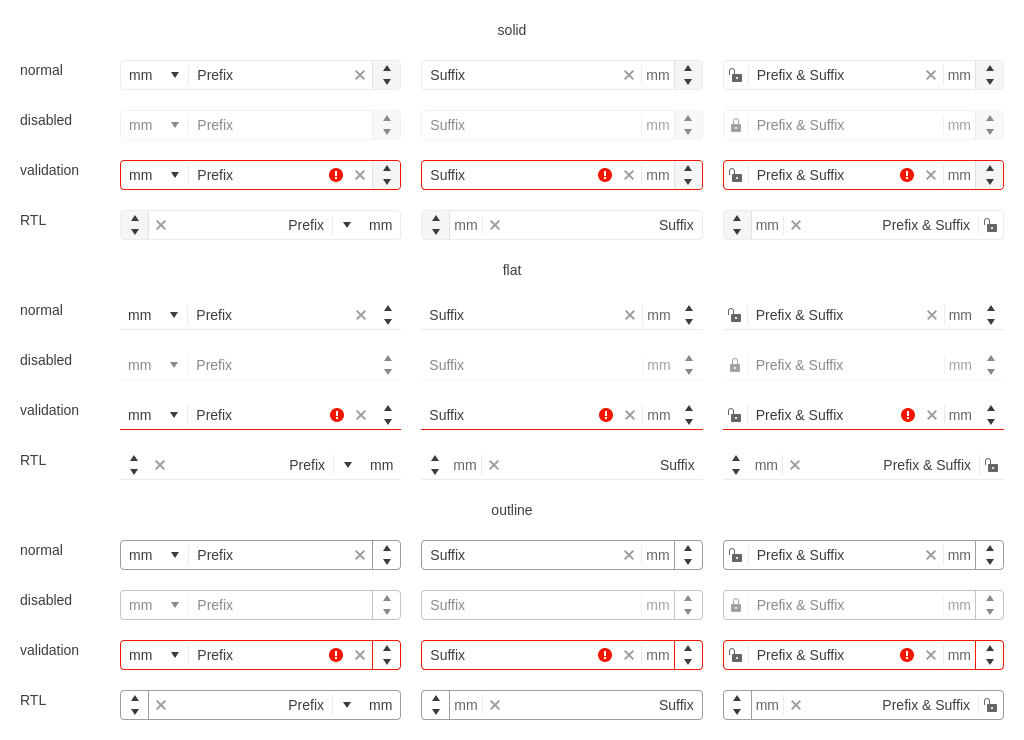 solid
normal mm Prefix Suffix mm Prefix & Suffix mm
disabled mm Prefix Suffix mm Prefix & Suffix mm
validation mm Prefix Suffix mm Prefix & Suffix mm
RTL Prefix mm mm Suffix mm Prefix & Suffix
flat
normal mm Prefix Suffix mm Prefix & Suffix mm
disabled mm Prefix Suffix mm Prefix & Suffix mm
validation mm Prefix Suffix mm Prefix & Suffix mm
RTL Prefix mm mm Suffix mm Prefix & Suffix
outline
normal mm Prefix Suffix mm Prefix & Suffix mm
disabled mm Prefix Suffix mm Prefix & Suffix mm
validation mm Prefix Suffix mm Prefix & Suffix mm
RTL Prefix mm mm Suffix mm Prefix & Suffix